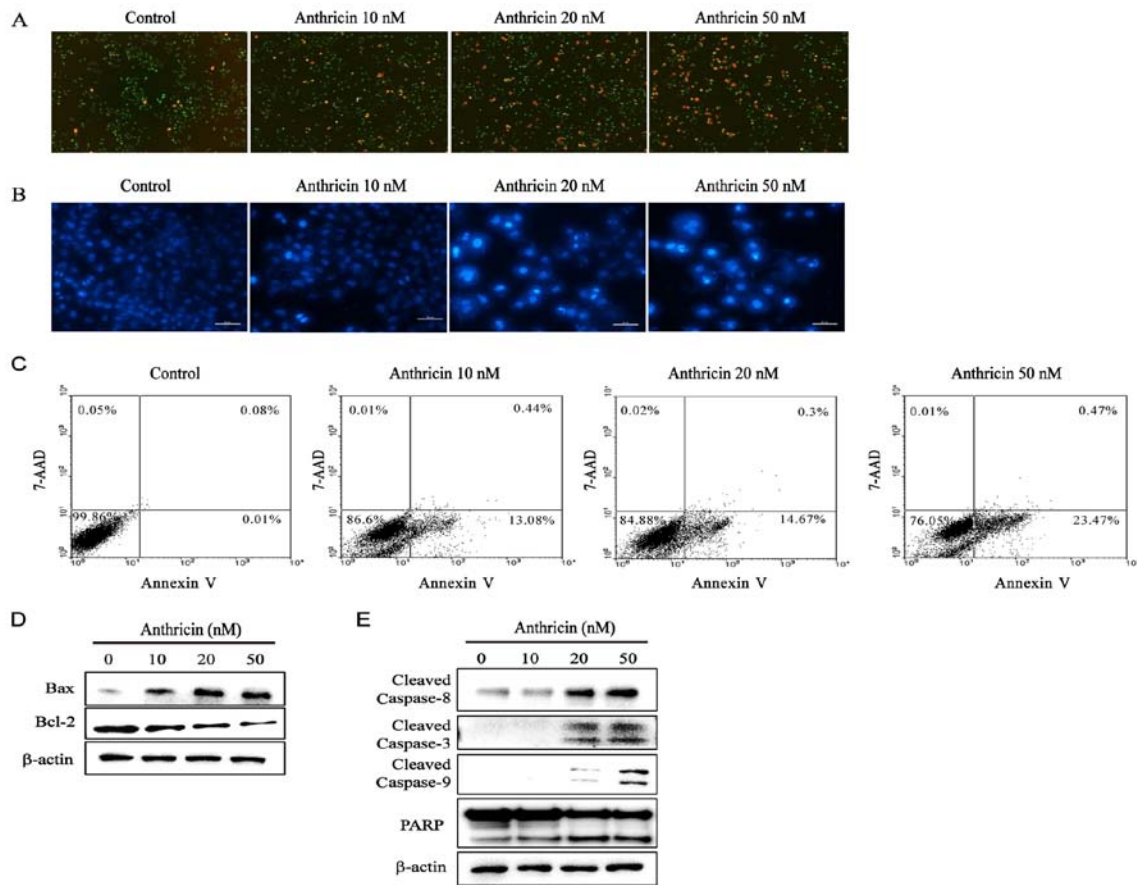 A
Control Anthricin 10 nM Anthricin 20 nM Anthricin 50 nM
B
Control Anthricin 10 nM Anthricin 20 nM Anthricin 50 nM
C
Control Anthricin 10 nM Anthricin 20 nM Anthricin 50 nM
0.05% 0.08% 0.01% 0.44% 0.02% 0.3% 0.01% 0.47%
7-AAD 7-AAD 7-AAD 7-AAD
99.86% 0.01% 86.6% 13.08% 84.88% 14.67% 76.05% 23.47%
10⁰ 10¹ 10² 10³ 10⁴
Annexin V Annexin V Annexin V Annexin V
D
Anthricin (nM)
0 10 20 50
Bax
Bcl-2
β-actin
E
Anthricin (nM)
0 10 20 50
Cleaved
Caspase-8
Cleaved
Caspase-3
Cleaved
Caspase-9
PARP
β-actin